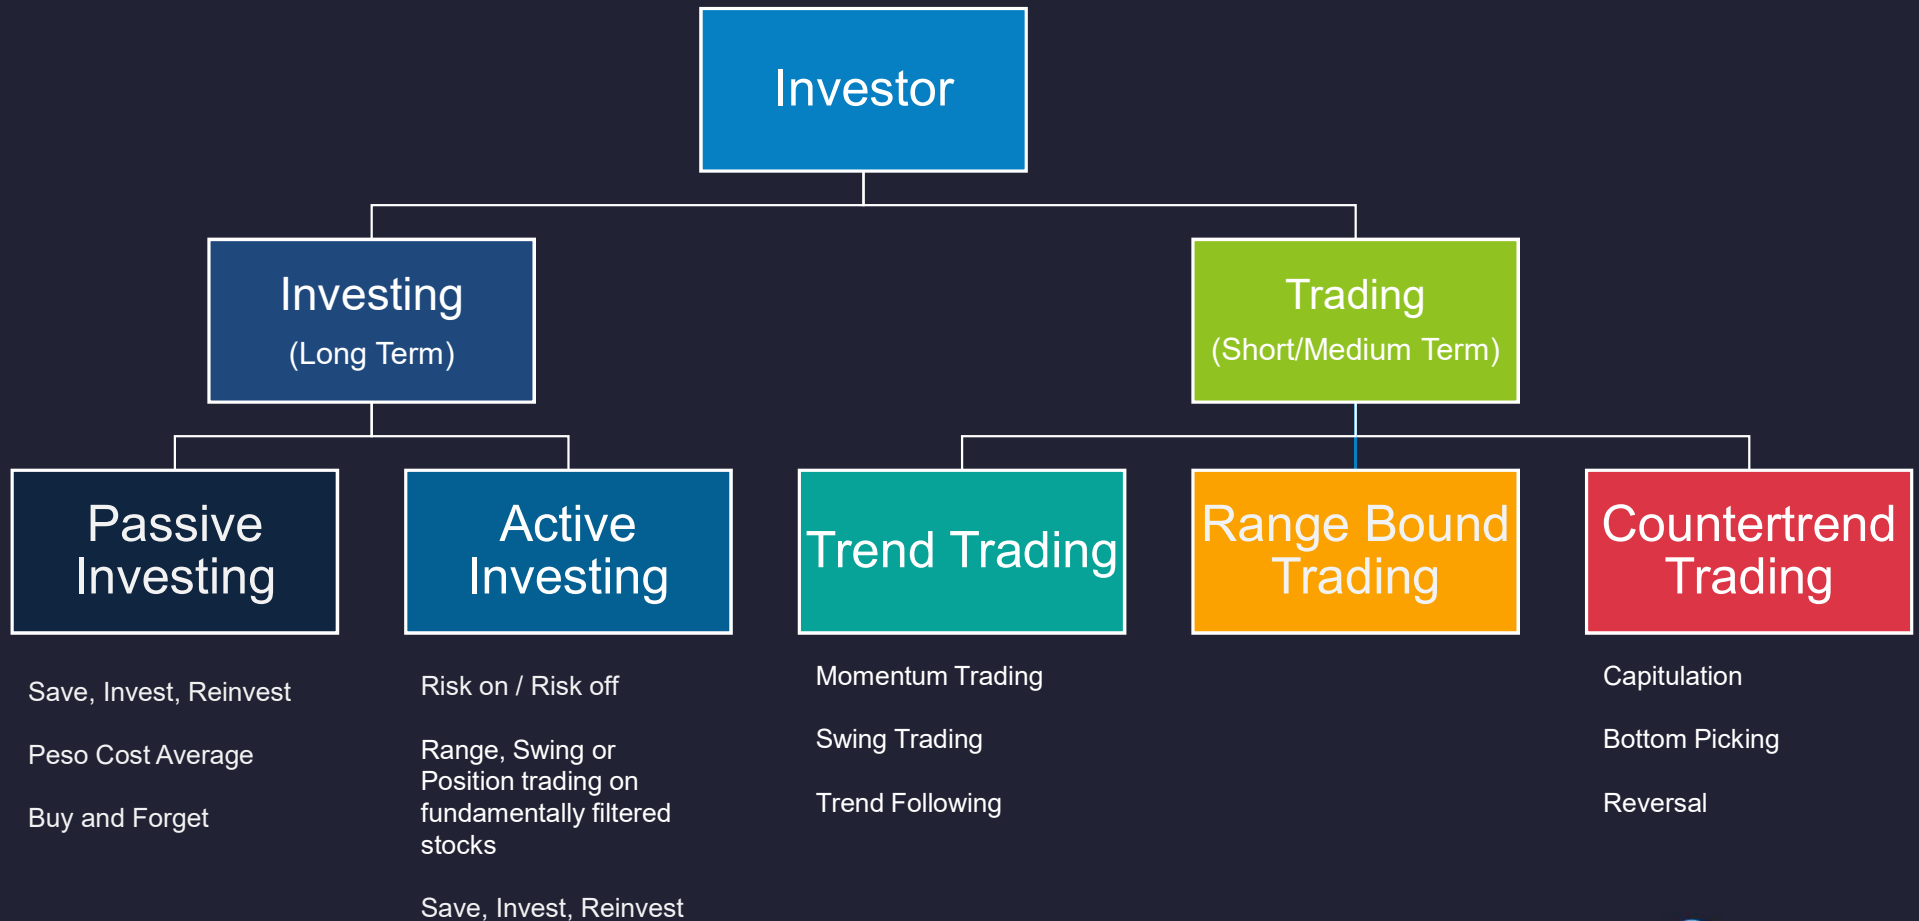 Investor
Investing
(Long Term)
Trading
(Short/Medium Term)
Passive
Investing
Active
Investing
Trend Trading
Range Bound
Trading
Countertrend
Trading
Save, Invest, Reinvest
Peso Cost Average
Buy and Forget
Risk on / Risk off
Range, Swing or
Position trading on
fundamentally filtered
stocks
Save, Invest, Reinvest
Momentum Trading
Swing Trading
Trend Following
Capitulation
Bottom Picking
Reversal